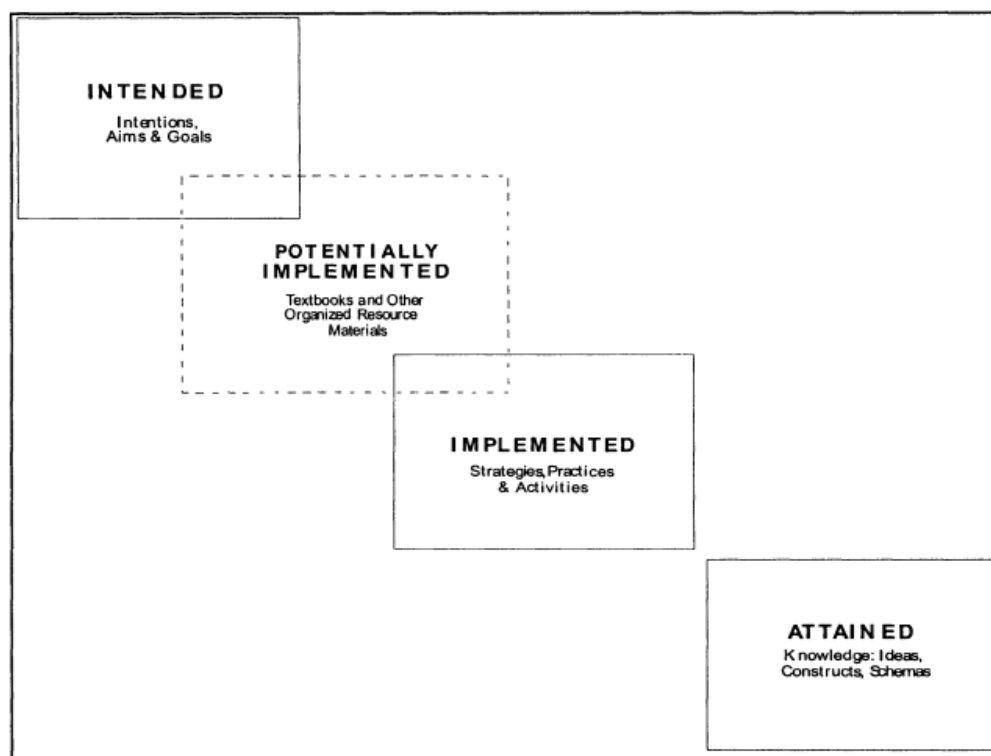 INTENDED
Intentions,
Aims & Goals
POTENTIALLY
IMPLEMENTED
Textbooks and Other
Organized Resource
Materials
IMPLEMENTED
Strategies, Practices
& Activities
ATTAINED
Knowledge: Ideas,
Constructs, Schemas